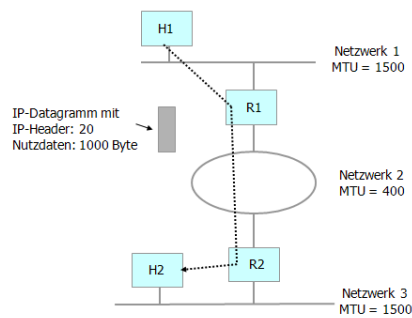 H1
Netzwerk 1
MTU = 1500
R1
IP-Datagramm mit
IP-Header: 20
Nutzdaten: 1000 Byte
Netzwerk 2
MTU = 400
H2
R2
Netzwerk 3
MTU = 1500